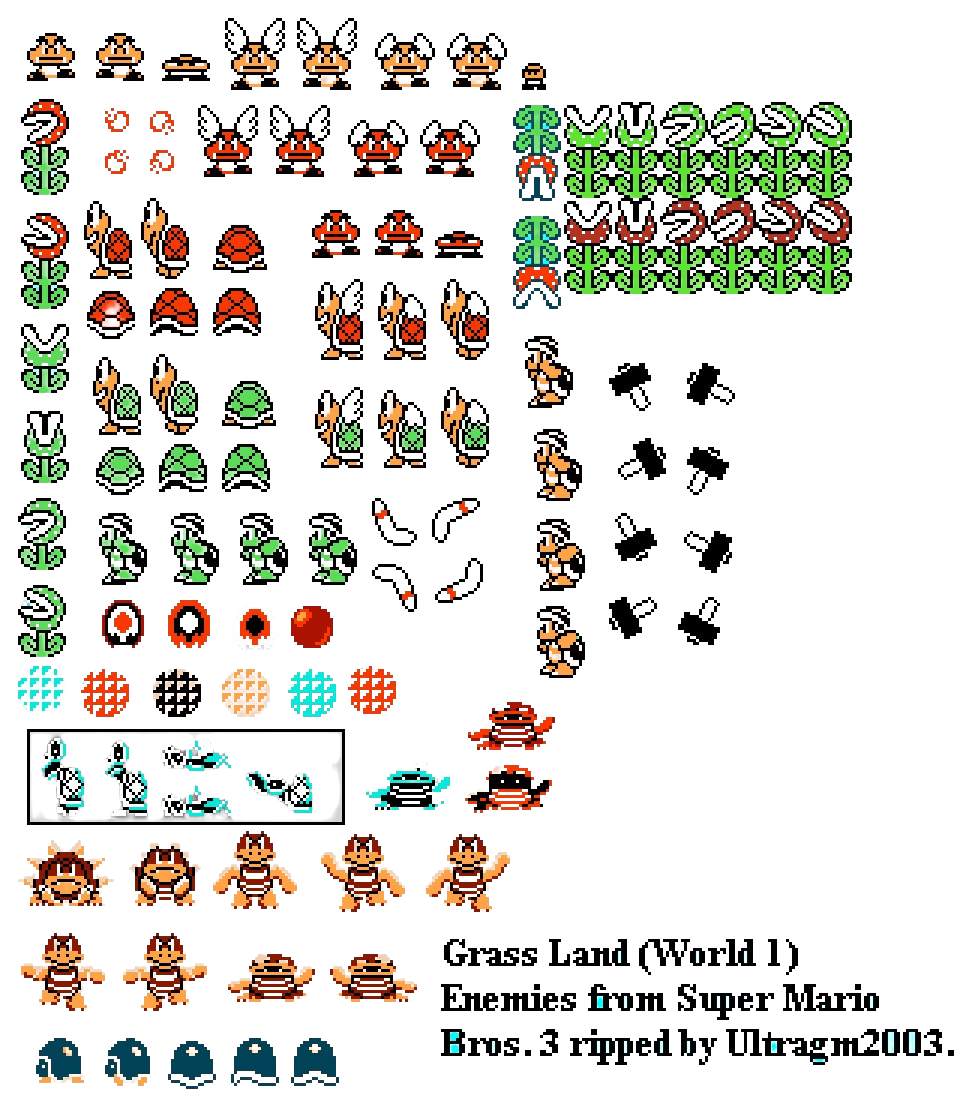 Grass Land (World 1)
Enemies from Super Mario
Bros. 3 ripped by Ultragm2003.